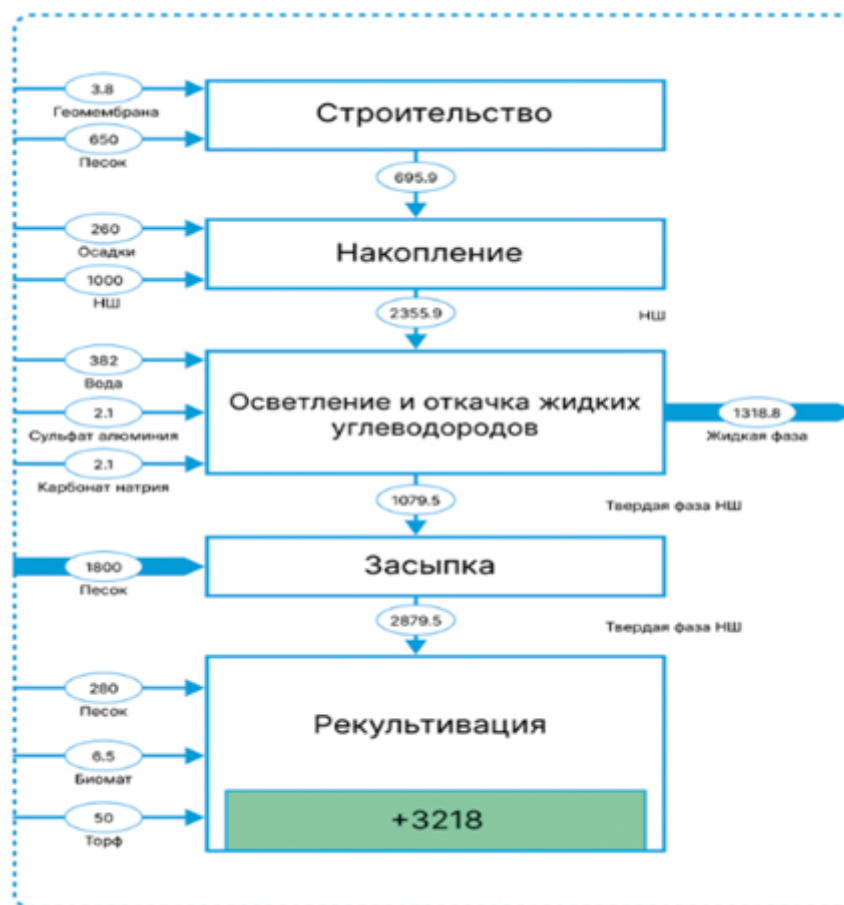 3.8
Геомембрана
Строительство
650
Песок
695.9
260
Осадки
Накопление
1000
НШ
2355.9
НШ
382
Вода
Осветление и откачка жидких
углеводородов
2.1
Сульфат алюминия
1318.8
Жидкая фаза
2.1
Карбонат натрия
1079.5
Твердая фаза НШ
1800
Песок
Засыпка
2879.5
Твердая фаза НШ
280
Песок
Рекультивация
6.5
Биомат
50
Торф
+3218